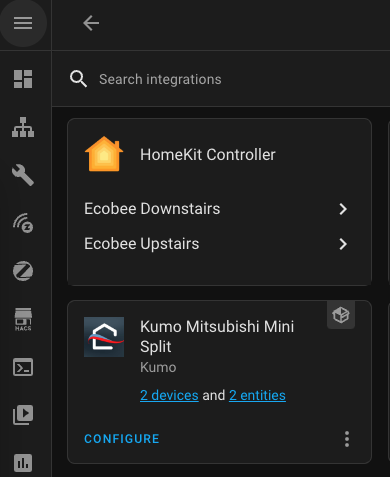 Search integrations
HomeKit Controller
Ecobee Downstairs
Ecobee Upstairs
HACS
Kumo Mitsubishi Mini
Split
Kumo
2 devices and 2 entities
CONFIGURE